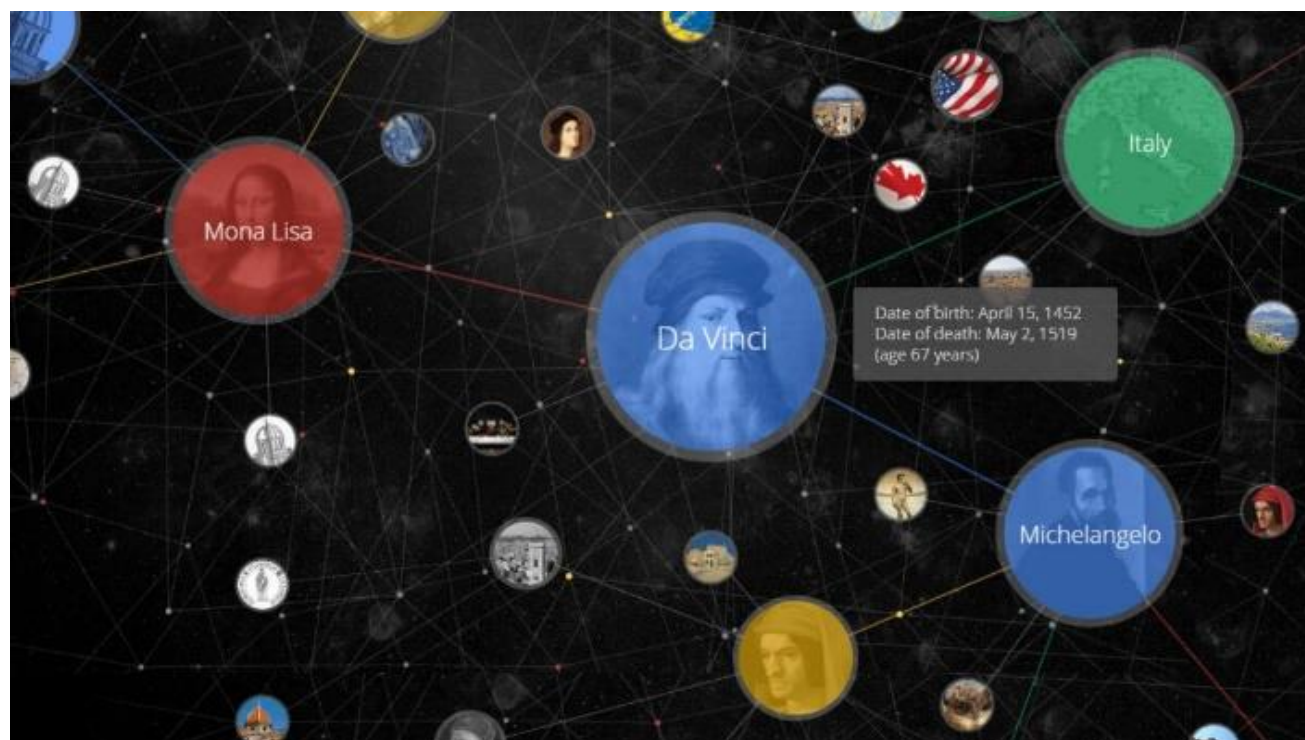 Italy
Mona Lisa
Da Vinci
Date of birth: April 15, 1452
Date of death: May 2, 1519
(age 67 years)
Michelangelo